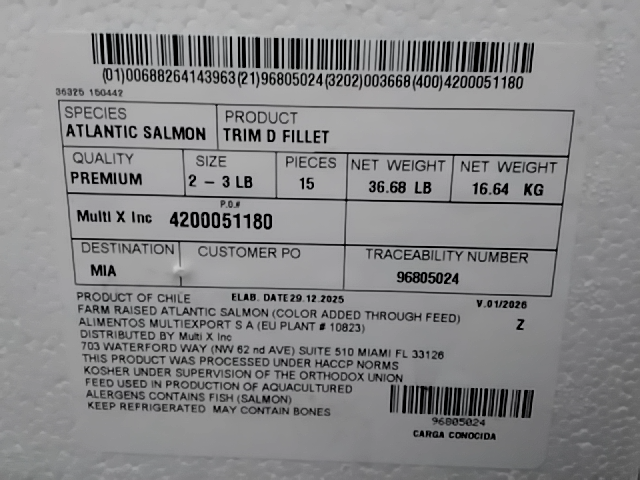 (01)00688264143963(21)96805024(3202)003668(400)4200051180
36325 150442
SPECIES PRODUCT
ATLANTIC SALMON TRIM D FILLET
QUALITY SIZE PIECES NET WEIGHT NET WEIGHT
PREMIUM 2 - 3 LB 15 36.68 LB 16.64 KG
P.O.#
Multi X Inc 4200051180
DESTINATION CUSTOMER PO TRACEABILITY NUMBER
MIA 96805024
PRODUCT OF CHILE ELAB. DATE29.12.2025 V.01/2026
FARM RAISED ATLANTIC SALMON (COLOR ADDED THROUGH FEED) Z
ALIMENTOS MULTIEXPORT S A (EU PLANT # 10823)
DISTRIBUTED BY Multi X Inc
703 WATERFORD WAY (NW 62 nd AVE) SUITE 510 MIAMI FL 33126
THIS PRODUCT WAS PROCESSED UNDER HACCP NORMS
KOSHER UNDER SUPERVISION OF THE ORTHODOX UNION
FEED USED IN PRODUCTION OF AQUACULTURED
ALERGENS CONTAINS FISH (SALMON)
KEEP REFRIGERATED MAY CONTAIN BONES
96805024
CARGA CONOCIDA